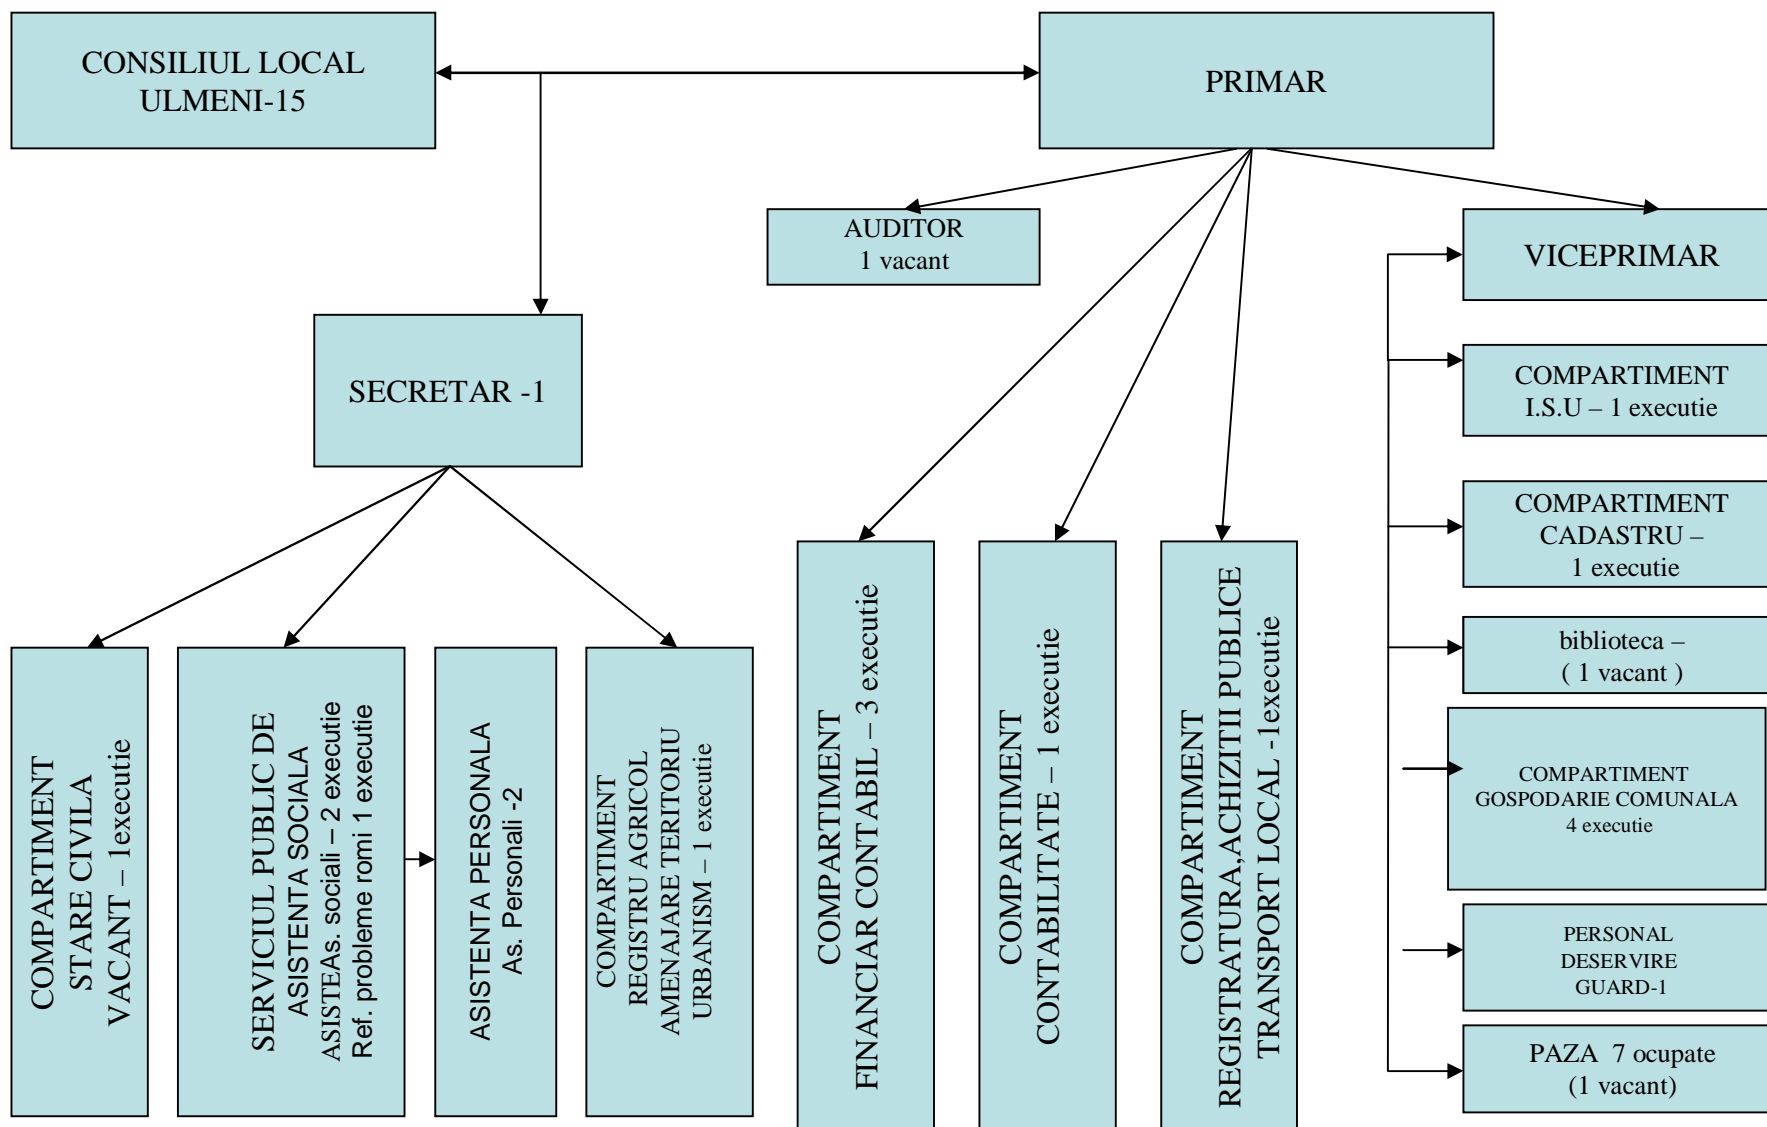 CONSILIUL LOCAL
ULMENI-15
PRIMAR
AUDITOR
1 vacant
VICEPRIMAR
SECRETAR -1
COMPARTIMENT
I.S.U – 1 executie
COMPARTIMENT
CADASTRU –
1 executie
biblioteca –
( 1 vacant )
COMPARTIMENT
GOSPODARIE COMUNALA
4 executie
PERSONAL
DESERVIRE
GUARD-1
PAZA 7 ocupate
(1 vacant)
COMPARTIMENT
STARE CIVILA
VACANT – 1executie
SERVICIUL PUBLIC DE
ASISTENTA SOCIALA
ASISTEAs. sociali – 2 executie
Ref. probleme romi 1 executie
ASISTENTA PERSONALA
As. Personali -2
COMPARTIMENT
REGISTRU AGRICOL
AMENAJARE TERITORIU
URBANISM – 1 executie
COMPARTIMENT
FINANCIAR CONTABIL – 3 executie
COMPARTIMENT
CONTABILITATE – 1 executie
COMPARTIMENT
REGISTRATURA,ACHIZITII PUBLICE
TRANSPORT LOCAL -1executie